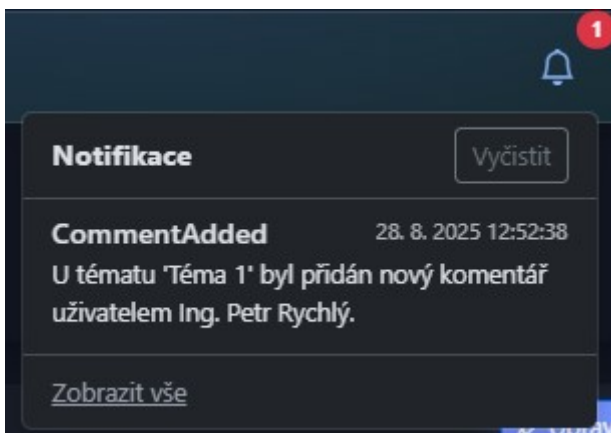 1
Notifikace Vyčistit
CommentAdded 28. 8. 2025 12:52:38
U tématu 'Téma 1' byl přidán nový komentář
uživatelem Ing. Petr Rychlý.
Zobrazit vše